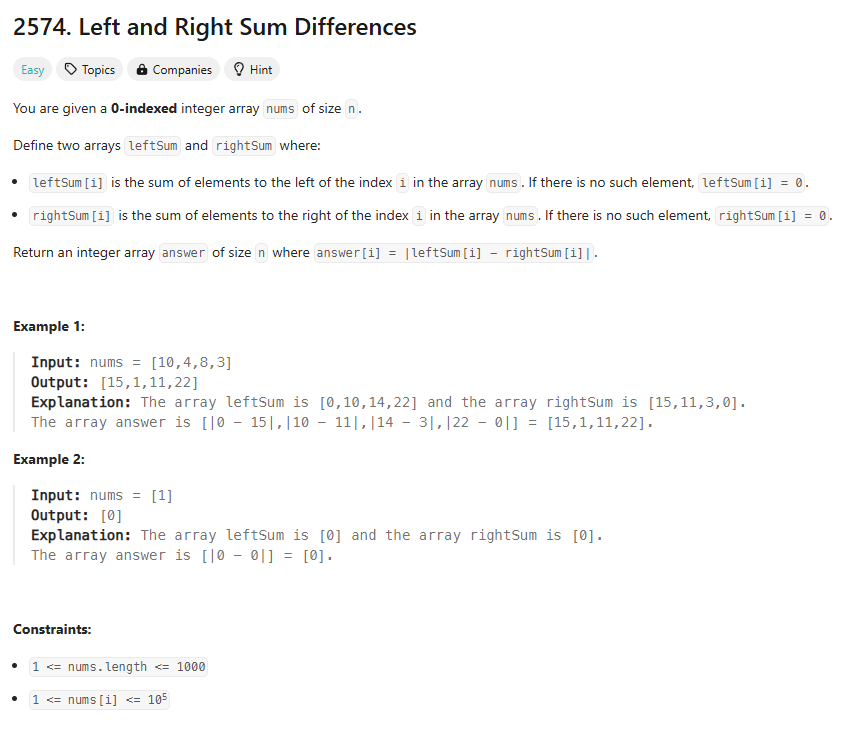 2574. Left and Right Sum Differences
Easy Topics Companies Hint
You are given a 0-indexed integer array nums of size n.
Define two arrays leftSum and rightSum where:
• leftSum[i] is the sum of elements to the left of the index i in the array nums. If there is no such element, leftSum[i] = 0.
• rightSum[i] is the sum of elements to the right of the index i in the array nums. If there is no such element, rightSum[i] = 0.
Return an integer array answer of size n where answer[i] = |leftSum[i] - rightSum[i]|.
Example 1:
Input: nums = [10,4,8,3]
Output: [15,1,11,22]
Explanation: The array leftSum is [0,10,14,22] and the array rightSum is [15,11,3,0].
The array answer is [|0 - 15|,|10 - 11|,|14 - 3|,|22 - 0|] = [15,1,11,22].
Example 2:
Input: nums = [1]
Output: [0]
Explanation: The array leftSum is [0] and the array rightSum is [0].
The array answer is [|0 - 0|] = [0].
Constraints:
• 1 <= nums.length <= 1000
• 1 <= nums[i] <= 10⁵